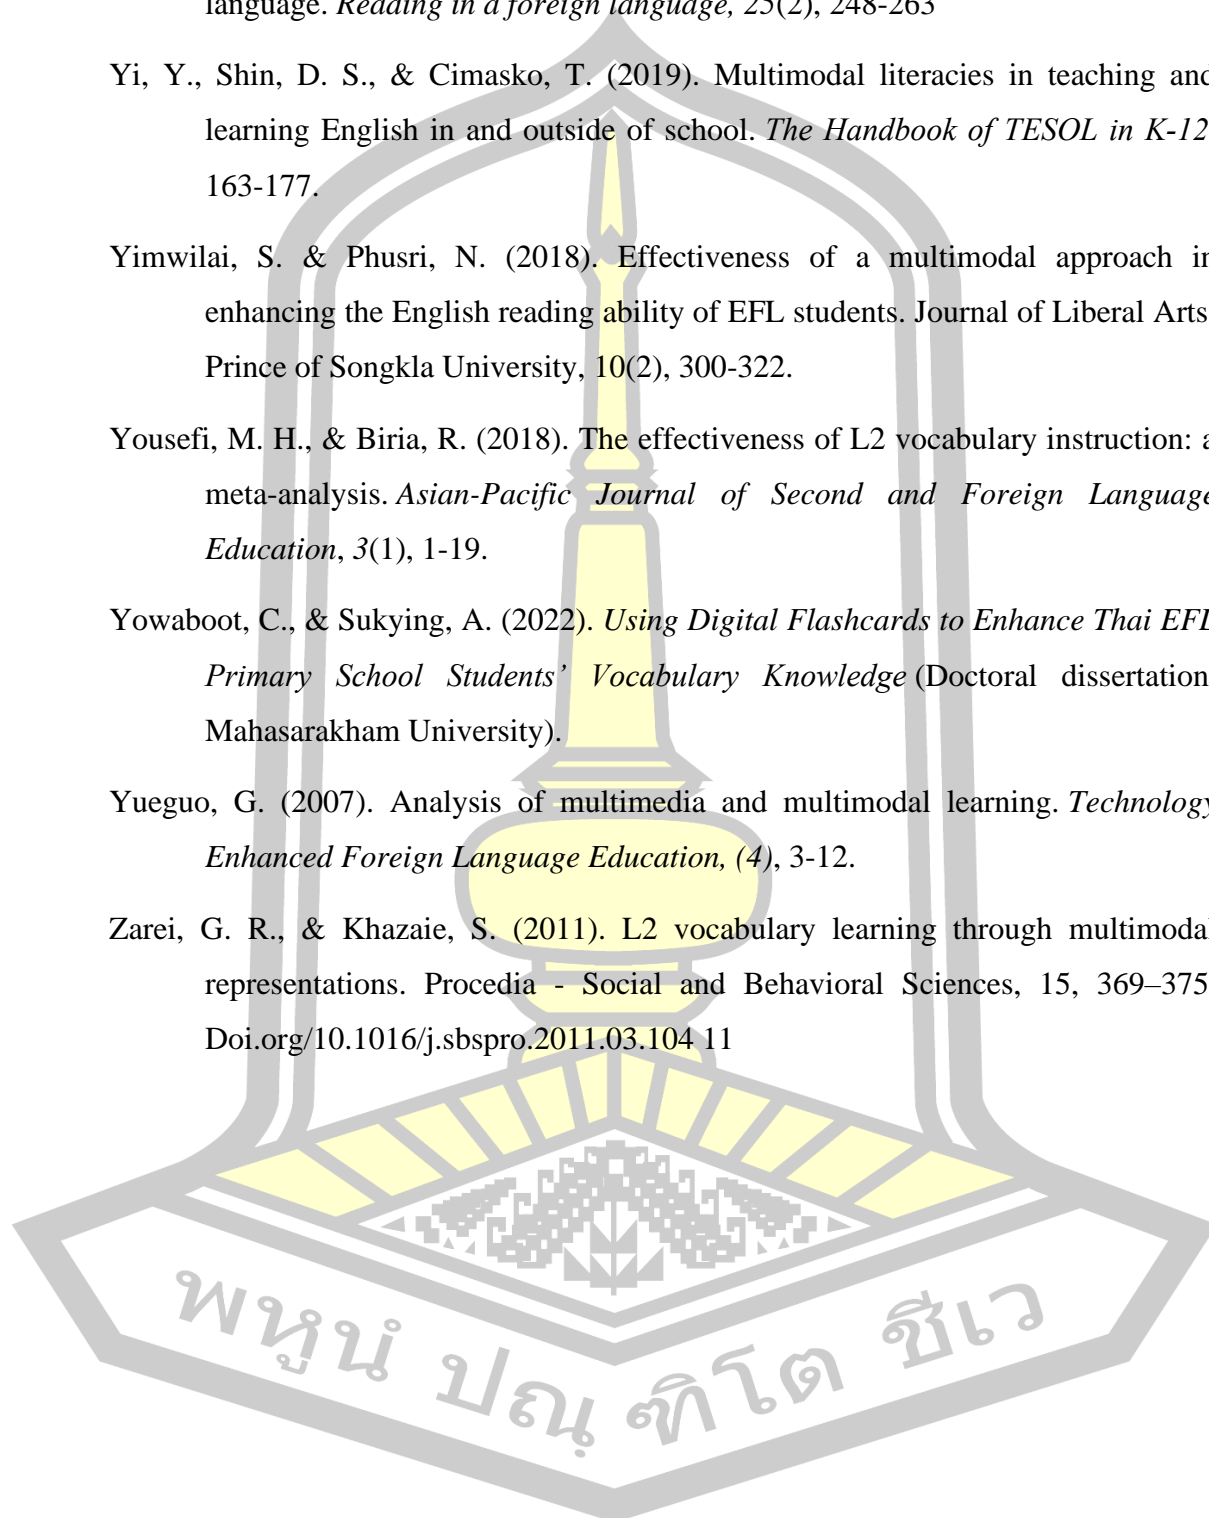 language. Reading in a foreign language, 25(2), 248-263
Yi, Y., Shin, D. S., & Cimasko, T. (2019). Multimodal literacies in teaching and
learning English in and outside of school. The Handbook of TESOL in K-12
163-177.
Yimwilai, S. & Phusri, N. (2018). Effectiveness of a multimodal approach in
enhancing the English reading ability of EFL students. Journal of Liberal Arts
Prince of Songkla University, 10(2), 300-322.
Yousefi, M. H., & Biria, R. (2018). The effectiveness of L2 vocabulary instruction: a
meta-analysis. Asian-Pacific Journal of Second and Foreign Language
Education, 3(1), 1-19.
Yowaboot, C., & Sukying, A. (2022). Using Digital Flashcards to Enhance Thai EFL
Primary School Students’ Vocabulary Knowledge (Doctoral dissertation
Mahasarakham University).
Yueguo, G. (2007). Analysis of multimedia and multimodal learning. Technology
Enhanced Foreign Language Education, (4), 3-12.
Zarei, G. R., & Khazaie, S. (2011). L2 vocabulary learning through multimodal
representations. Procedia - Social and Behavioral Sciences, 15, 369–375
Doi.org/10.1016/j.sbspro.2011.03.104 11
พหูนํ ปณฺฑิโต ชีเว